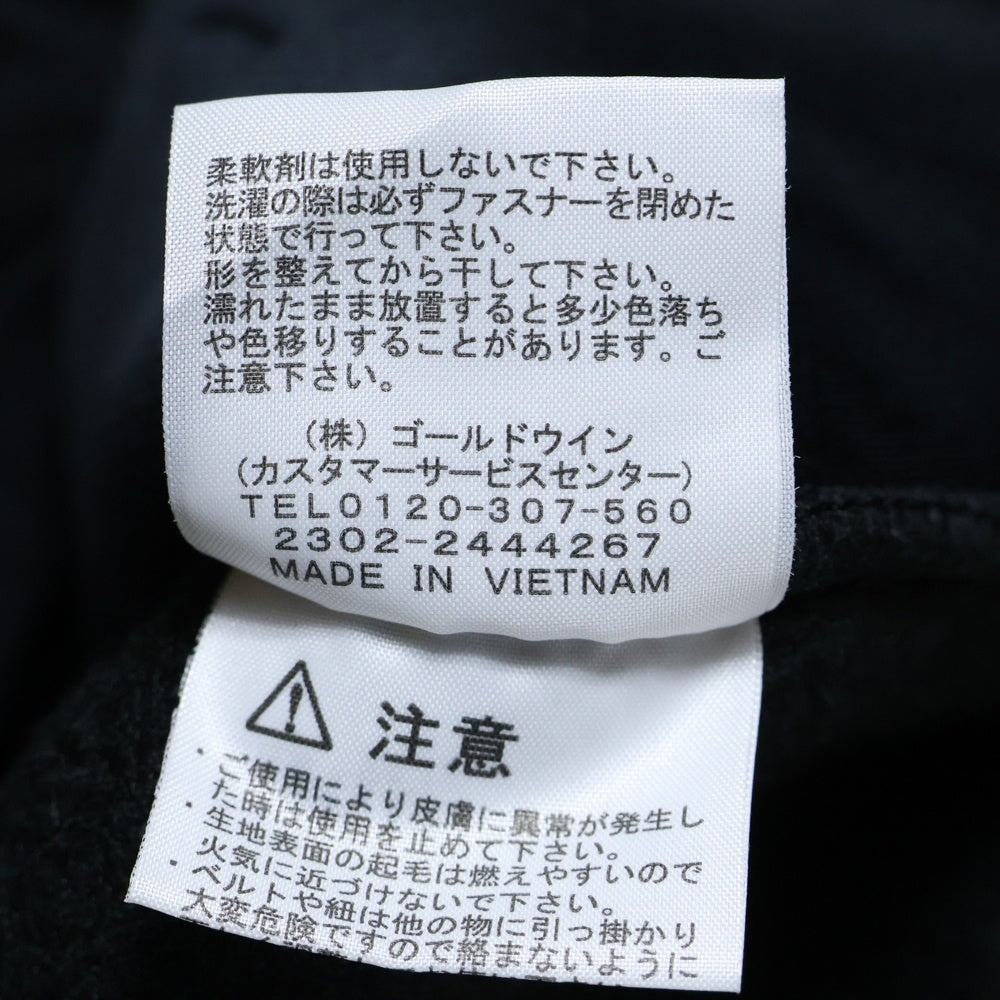 柔軟剤は使用しないで下さい。
洗濯の際は必ずファスナーを閉めた
状態で行って下さい。
形を整えてから干して下さい。
濡れたまま放置すると多少色落ち
や色移りすることがあります。ご
注意下さい。
（株）ゴールドウイン
（カスタマーサービスセンター）
TEL0120-307-560
2302-2444267
MADE IN VIETNAM
注意
・ご使用により皮膚に異常が発生し
た時は使用を止めて下さい。
・生地表面の起毛は燃えやすいので
火気に近づけないで下さい。
・ベルトや紐は他の物に引っ掛かり
大変危険ですので絡まないように